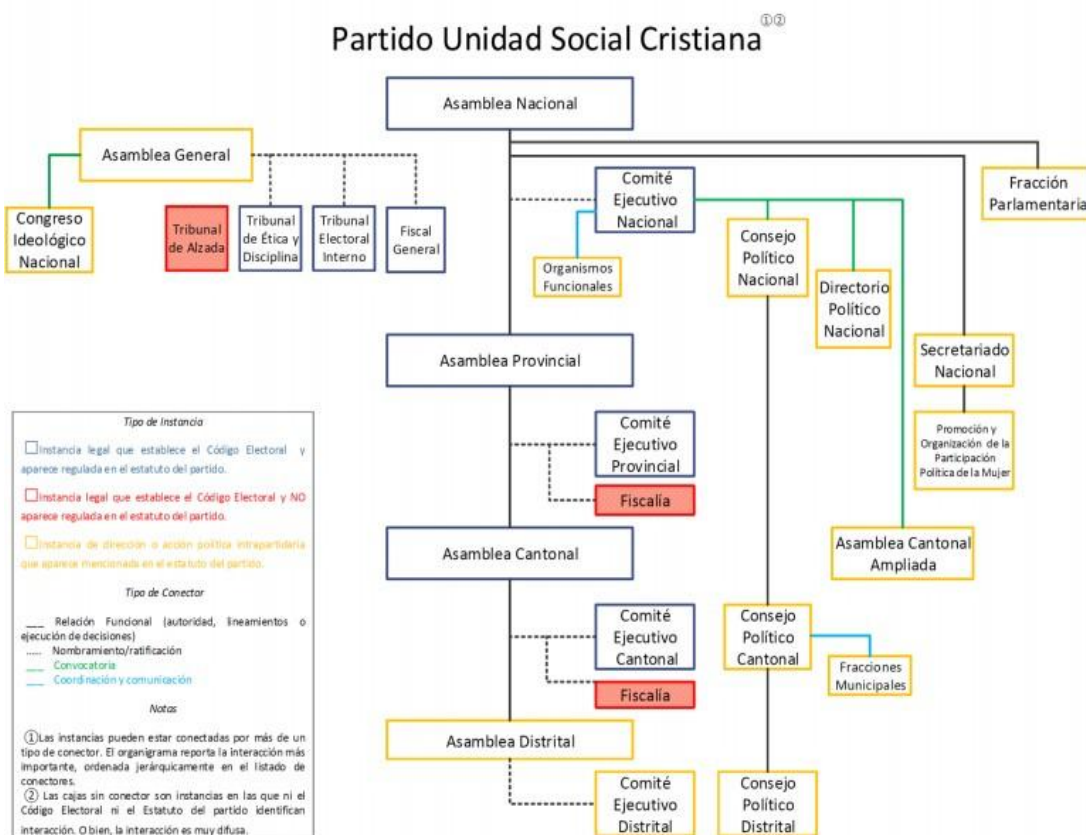 Partido Unidad Social Cristiana ①②
Asamblea Nacional
Asamblea General
Congreso
Ideológico
Nacional
Tribunal
de Alzada
Tribunal
de Ética y
Disciplina
Tribunal
Electoral
Interno
Fiscal
General
Comité
Ejecutivo
Nacional
Organismos
Funcionales
Consejo
Político
Nacional
Directorio
Político
Nacional
Fracción
Parlamentaria
Secretariado
Nacional
Promoción y
Organización de la
Participación
Política de la Mujer
Asamblea Provincial
Comité
Ejecutivo
Provincial
Fiscalía
Asamblea Cantonal
Ampliada
Asamblea Cantonal
Comité
Ejecutivo
Cantonal
Fiscalía
Consejo
Político
Cantonal
Fracciones
Municipales
Asamblea Distrital
Comité
Ejecutivo
Distrital
Consejo
Político
Distrital
Tipo de Instancia
Instancia legal que establece el Código Electoral y
aparece regulada en el estatuto del partido.
Instancia legal que establece el Código Electoral y NO
aparece regulada en el estatuto del partido.
Instancia de dirección o acción política intrapartidaria
que aparece mencionada en el estatuto del partido.
Tipo de Conector
___ Relación Funcional (autoridad, lineamientos o
ejecución de decisiones)
..... Nombramiento/ratificación
___ Convocatoria
___ Coordinación y comunicación
Notas
①Las instancias pueden estar conectadas por más de un
tipo de conector. El organigrama reporta la interacción más
importante, ordenada jerárquicamente en el listado de
conectores.
② Las cajas sin conector son instancias en las que ni el
Código Electoral ni el Estatuto del partido identifican
interacción. O bien, la interacción es muy difusa.